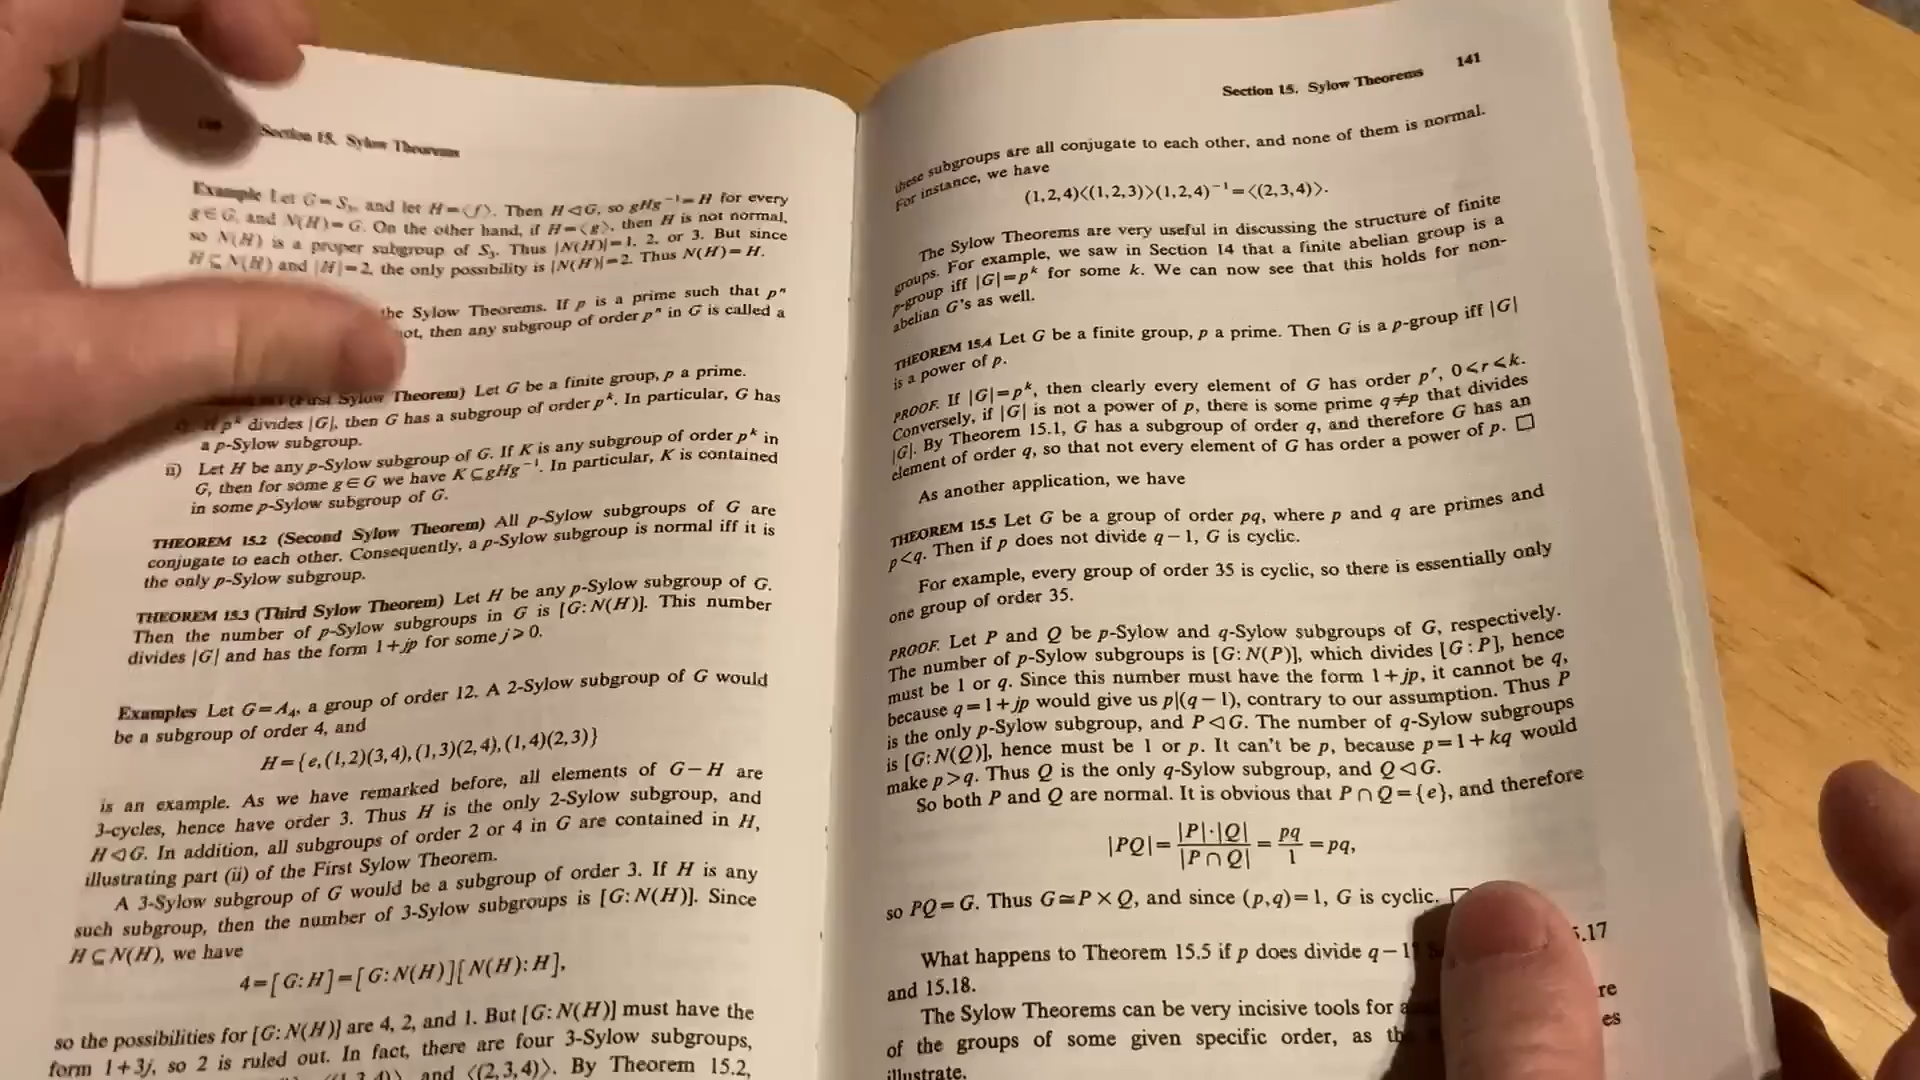 Section 15. Sylow Theorems
Example Let G=S₃, and let H=⟨f⟩. Then H◁G, so gHg⁻¹=H for every
g∈G, and N(H)=G. On the other hand, if H=⟨g⟩, then H is not normal,
so N(H) is a proper subgroup of S₃. Thus |N(H)|=1, 2, or 3. But since
H⊆N(H) and |H|=2, the only possibility is |N(H)|=2. Thus N(H)=H.
the Sylow Theorems. If p is a prime such that pⁿ
not, then any subgroup of order pⁿ in G is called a
(First Sylow Theorem) Let G be a finite group, p a prime.
If pᵏ divides |G|, then G has a subgroup of order pᵏ. In particular, G has
a p-Sylow subgroup.
ii) Let H be any p-Sylow subgroup of G. If K is any subgroup of order pᵏ in
G, then for some g∈G we have K⊆gHg⁻¹. In particular, K is contained
in some p-Sylow subgroup of G.
THEOREM 15.2 (Second Sylow Theorem) All p-Sylow subgroups of G are
conjugate to each other. Consequently, a p-Sylow subgroup is normal iff it is
the only p-Sylow subgroup.
THEOREM 15.3 (Third Sylow Theorem) Let H be any p-Sylow subgroup of G.
Then the number of p-Sylow subgroups in G is [G:N(H)]. This number
divides |G| and has the form 1+jp for some j⩾0.
Examples Let G=A₄, a group of order 12. A 2-Sylow subgroup of G would
be a subgroup of order 4, and
H={e,(1,2)(3,4),(1,3)(2,4),(1,4)(2,3)}
is an example. As we have remarked before, all elements of G−H are
3-cycles, hence have order 3. Thus H is the only 2-Sylow subgroup, and
H◁G. In addition, all subgroups of order 2 or 4 in G are contained in H,
illustrating part (ii) of the First Sylow Theorem.
A 3-Sylow subgroup of G would be a subgroup of order 3. If H is any
such subgroup, then the number of 3-Sylow subgroups is [G:N(H)]. Since
H⊆N(H), we have
4=[G:H]=[G:N(H)][N(H):H],
so the possibilities for [G:N(H)] are 4, 2, and 1. But [G:N(H)] must have the
form 1+3j, so 2 is ruled out. In fact, there are four 3-Sylow subgroups,
and ⟨(2,3,4)⟩. By Theorem 15.2,
Section 15. Sylow Theorems 141
these subgroups are all conjugate to each other, and none of them is normal.
For instance, we have
(1,2,4)⟨(1,2,3)⟩(1,2,4)⁻¹=⟨(2,3,4)⟩.
The Sylow Theorems are very useful in discussing the structure of finite
groups. For example, we saw in Section 14 that a finite abelian group is a
p-group iff |G|=pᵏ for some k. We can now see that this holds for non-
abelian G's as well.
THEOREM 15.4 Let G be a finite group, p a prime. Then G is a p-group iff |G|
is a power of p.
PROOF. If |G|=pᵏ, then clearly every element of G has order pʳ, 0⩽r⩽k.
Conversely, if |G| is not a power of p, there is some prime q≠p that divides
|G|. By Theorem 15.1, G has a subgroup of order q, and therefore G has an
element of order q, so that not every element of G has order a power of p. □
As another application, we have
THEOREM 15.5 Let G be a group of order pq, where p and q are primes and
p<q. Then if p does not divide q−1, G is cyclic.
For example, every group of order 35 is cyclic, so there is essentially only
one group of order 35.
PROOF. Let P and Q be p-Sylow and q-Sylow subgroups of G, respectively.
The number of p-Sylow subgroups is [G:N(P)], which divides [G:P], hence
must be 1 or q. Since this number must have the form 1+jp, it cannot be q,
because q=1+jp would give us p|(q−1), contrary to our assumption. Thus P
is the only p-Sylow subgroup, and P◁G. The number of q-Sylow subgroups
is [G:N(Q)], hence must be 1 or p. It can't be p, because p=1+kq would
make p>q. Thus Q is the only q-Sylow subgroup, and Q◁G.
So both P and Q are normal. It is obvious that P∩Q={e}, and therefore
|PQ|=|P|·|Q|/|P∩Q|=pq/1=pq,
so PQ=G. Thus G≅P×Q, and since (p,q)=1, G is cyclic. □
What happens to Theorem 15.5 if p does divide q−1? 5.17
and 15.18.
The Sylow Theorems can be very incisive tools for re
of the groups of some given specific order, as es
illustrate.